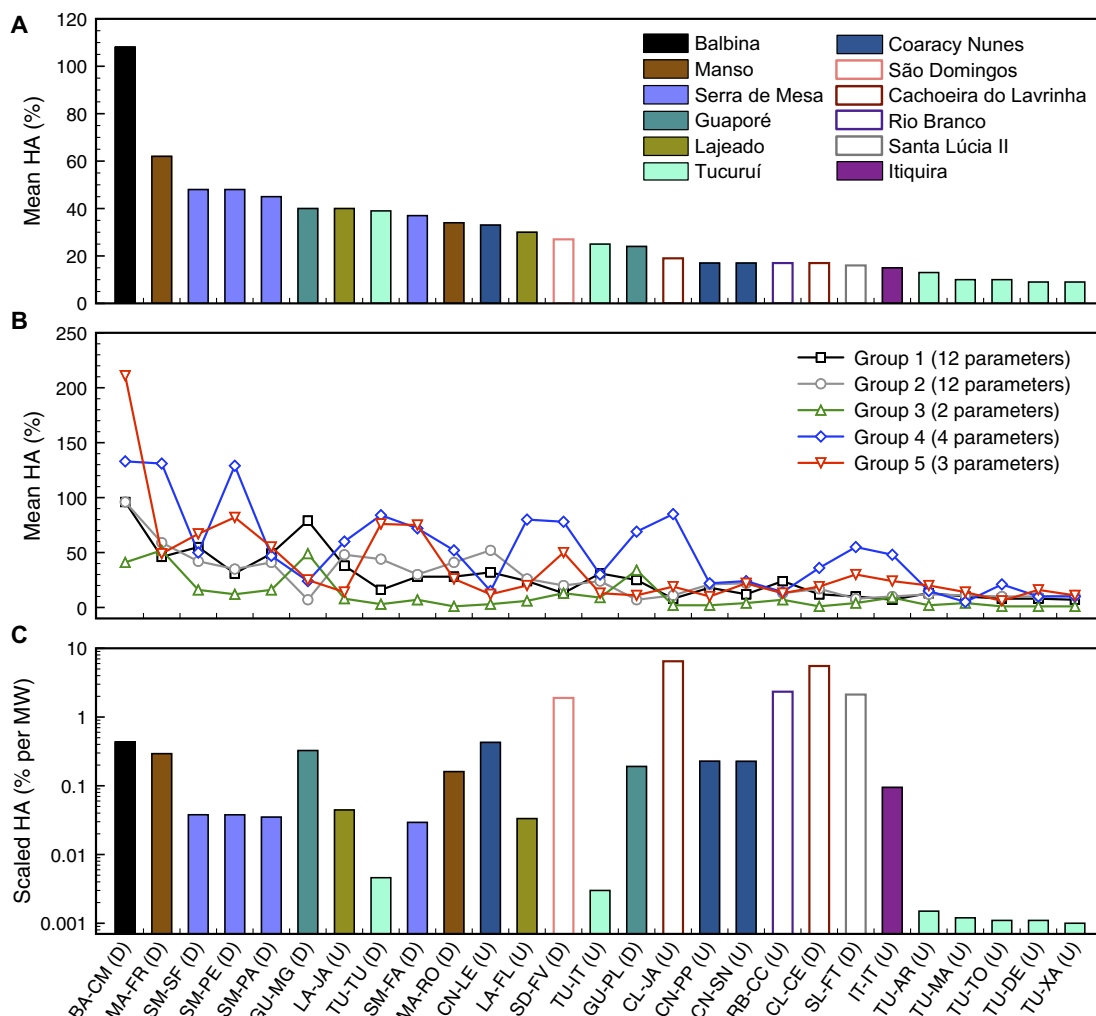 A
Mean HA (%)
120
100
80
60
40
20
0
Balbina
Manso
Serra de Mesa
Guaporé
Lajeado
Tucuruí
Coaracy Nunes
São Domingos
Cachoeira do Lavrinha
Rio Branco
Santa Lúcia II
Itiquira
B
Mean HA (%)
250
200
150
100
50
0
Group 1 (12 parameters)
Group 2 (12 parameters)
Group 3 (2 parameters)
Group 4 (4 parameters)
Group 5 (3 parameters)
C
Scaled HA (% per MW)
10
1
0.1
0.01
0.001
BA-CM (D)
MA-FR (D)
SM-SF (D)
SM-PE (D)
SM-PA (D)
GU-MG (D)
LA-JA (U)
TU-TU (D)
SM-FA (D)
MA-RO (D)
CN-LE (U)
LA-FL (U)
SD-FV (D)
TU-IT (U)
GU-PL (D)
CL-JA (U)
CN-PP (U)
CN-SN (U)
RB-CC (U)
CL-CE (D)
SL-FT (D)
IT-IT (U)
TU-AR (U)
TU-MA (U)
TU-TO (U)
TU-DE (U)
TU-XA (U)